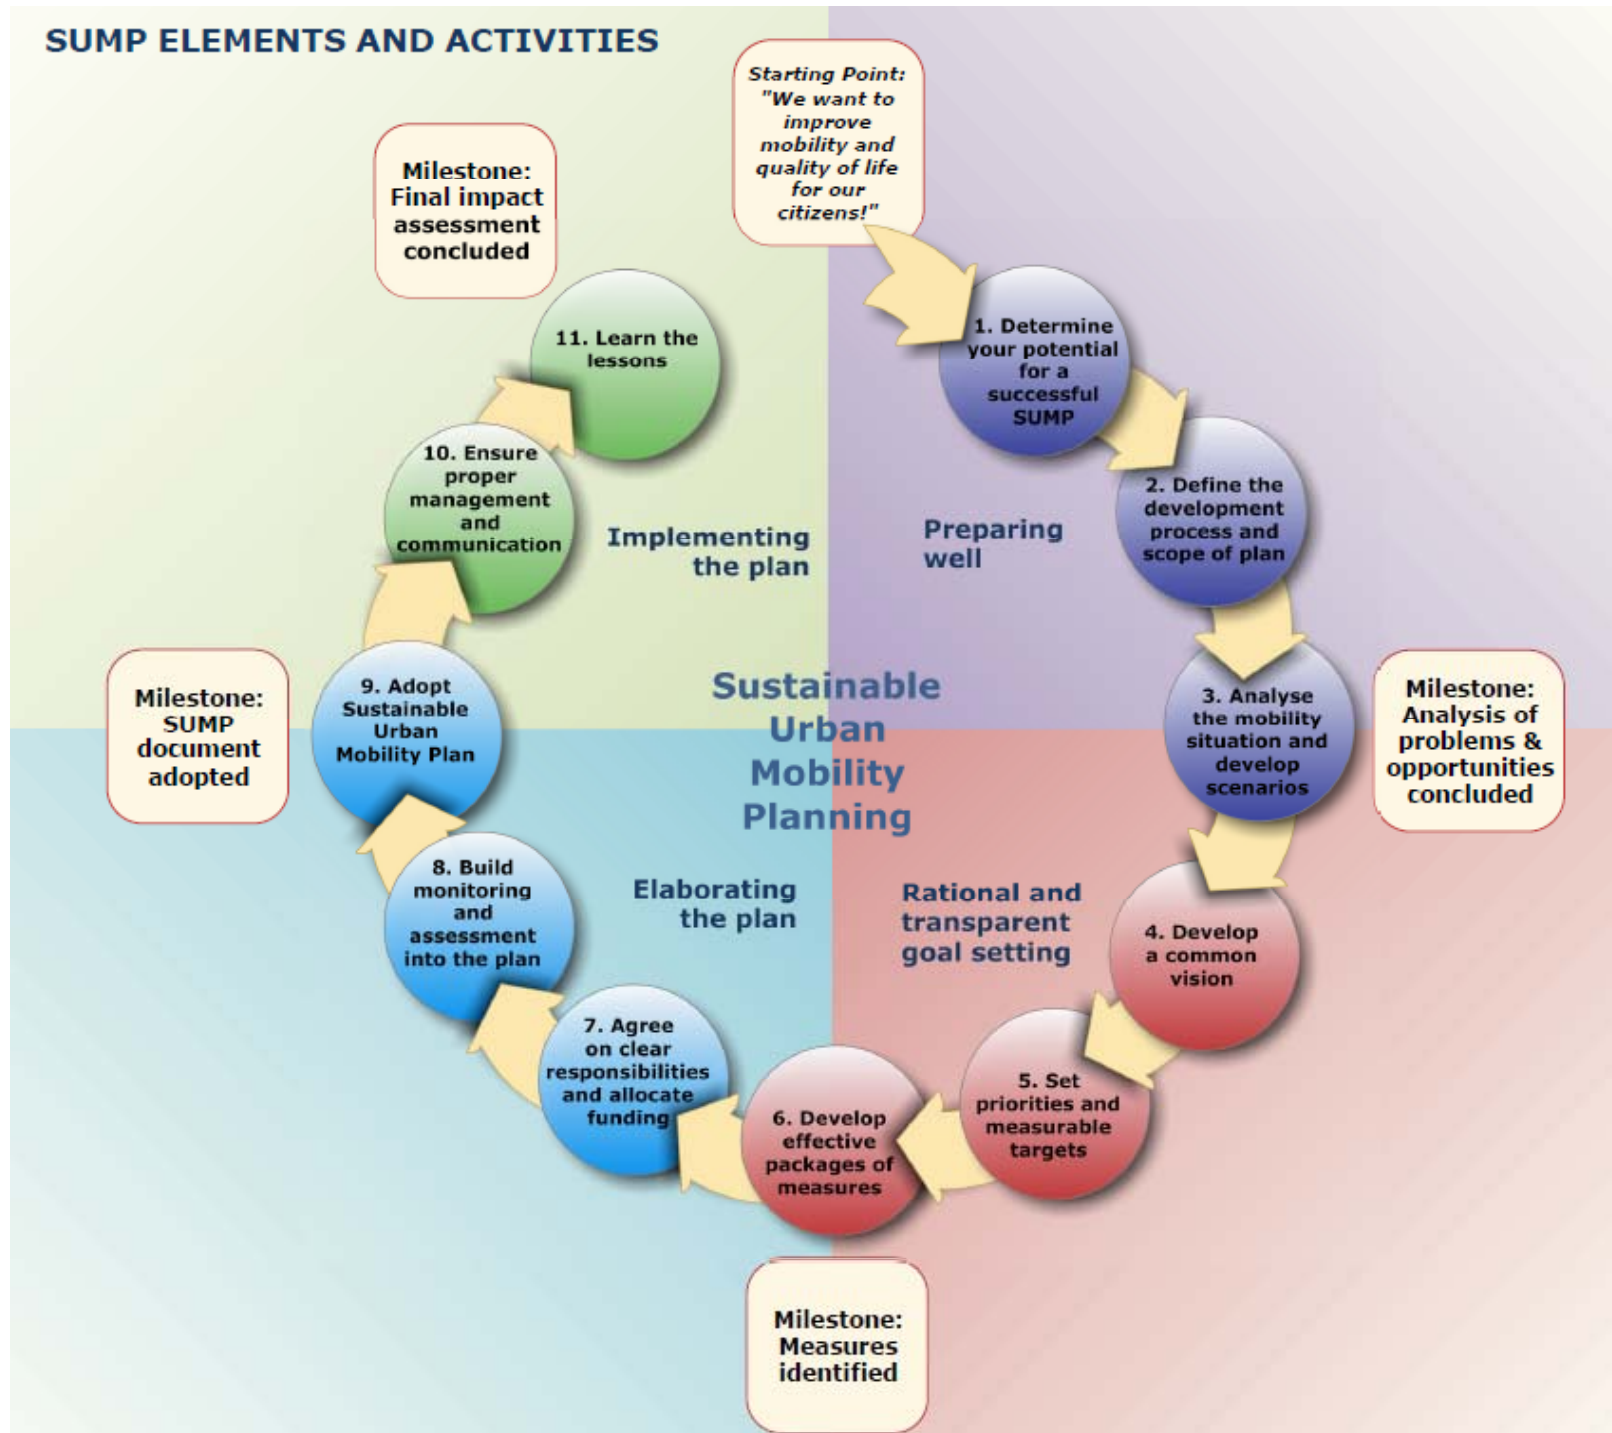 SUMP ELEMENTS AND ACTIVITIES
Starting Point:
"We want to
improve
mobility and
quality of life
for our
citizens!"
1. Determine
your potential
for a
successful
SUMP
2. Define the
development
process and
scope of plan
3. Analyse
the mobility
situation and
develop
scenarios
Milestone:
Analysis of
problems &
opportunities
concluded
4. Develop
a common
vision
5. Set
priorities and
measurable
targets
6. Develop
effective
packages of
measures
Milestone:
Measures
identified
7. Agree
on clear
responsibilities
and allocate
funding
8. Build
monitoring
and
assessment
into the plan
9. Adopt
Sustainable
Urban
Mobility Plan
Milestone:
SUMP
document
adopted
10. Ensure
proper
management
and
communication
11. Learn the
lessons
Milestone:
Final impact
assessment
concluded
Implementing
the plan
Preparing
well
Sustainable
Urban
Mobility
Planning
Elaborating
the plan
Rational and
transparent
goal setting